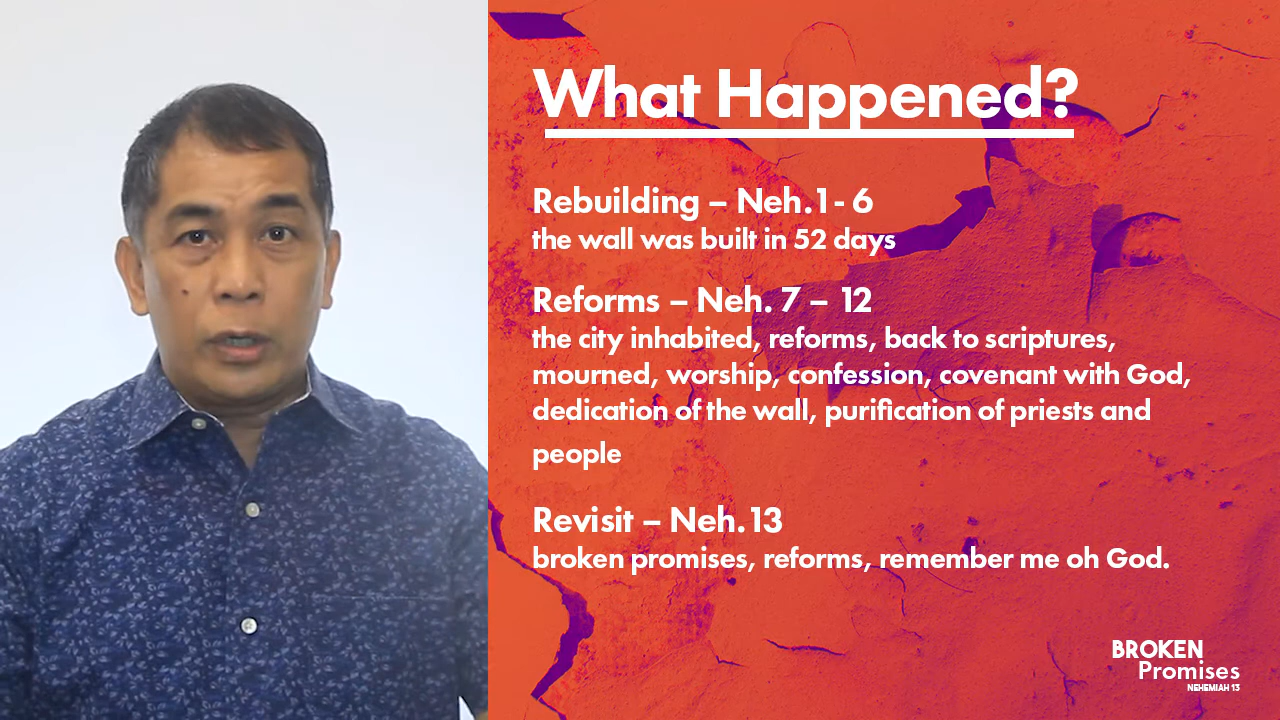 What Happened?
Rebuilding – Neh.1- 6
the wall was built in 52 days
Reforms – Neh. 7 – 12
the city inhabited, reforms, back to scriptures,
mourned, worship, confession, covenant with God,
dedication of the wall, purification of priests and
people
Revisit – Neh.13
broken promises, reforms, remember me oh God.
BROKEN
Promises
NEHEMIAH 13